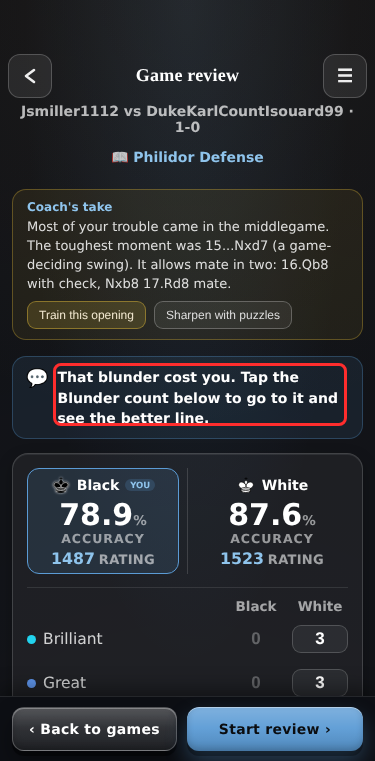 Game review
Jsmiller1112 vs DukeKarlCountIsouard99 ·
1-0
📖 Philidor Defense
Coach's take
Most of your trouble came in the middlegame.
The toughest moment was 15...Nxd7 (a game-
deciding swing). It allows mate in two: 16.Qb8
with check, Nxb8 17.Rd8 mate.
Train this opening
Sharpen with puzzles
💬 That blunder cost you. Tap the
Blunder count below to go to it and
see the better line.
Black YOU
White
78.9%
87.6%
ACCURACY
ACCURACY
1487 RATING
1523 RATING
Black White
Brilliant 0 3
Great 0 3
‹ Back to games
Start review ›